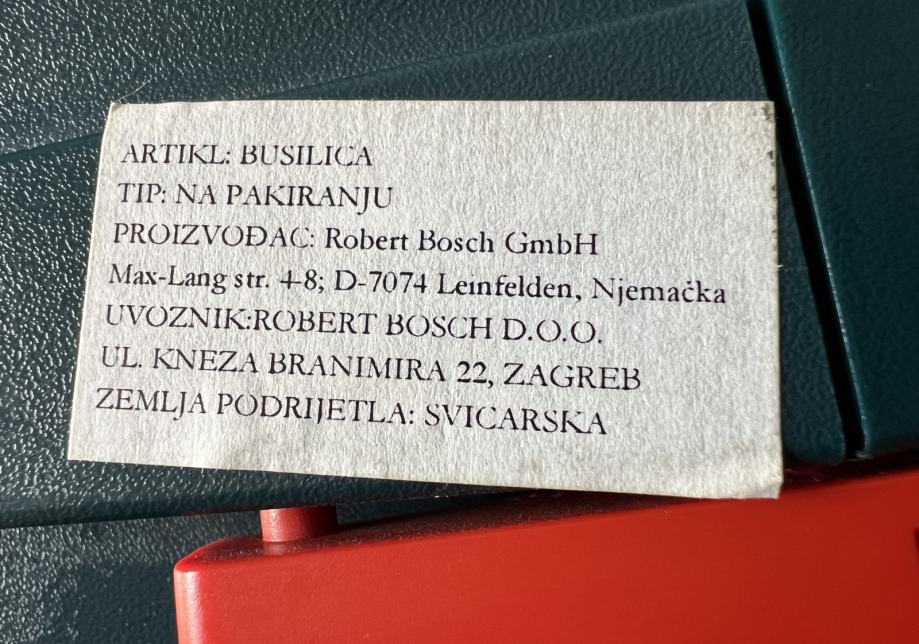 ARTIKL: BUSILICA
TIP: NA PAKIRANJU
PROIZVOĐAC: Robert Bosch GmbH
Max-Lang str. 4-8; D-7074 Leinfelden, Njemačka
UVOZNIK:ROBERT BOSCH D.O.O.
UL. KNEZA BRANIMIRA 22, ZAGREB
ZEMLJA PODRIJETLA: SVICARSKA